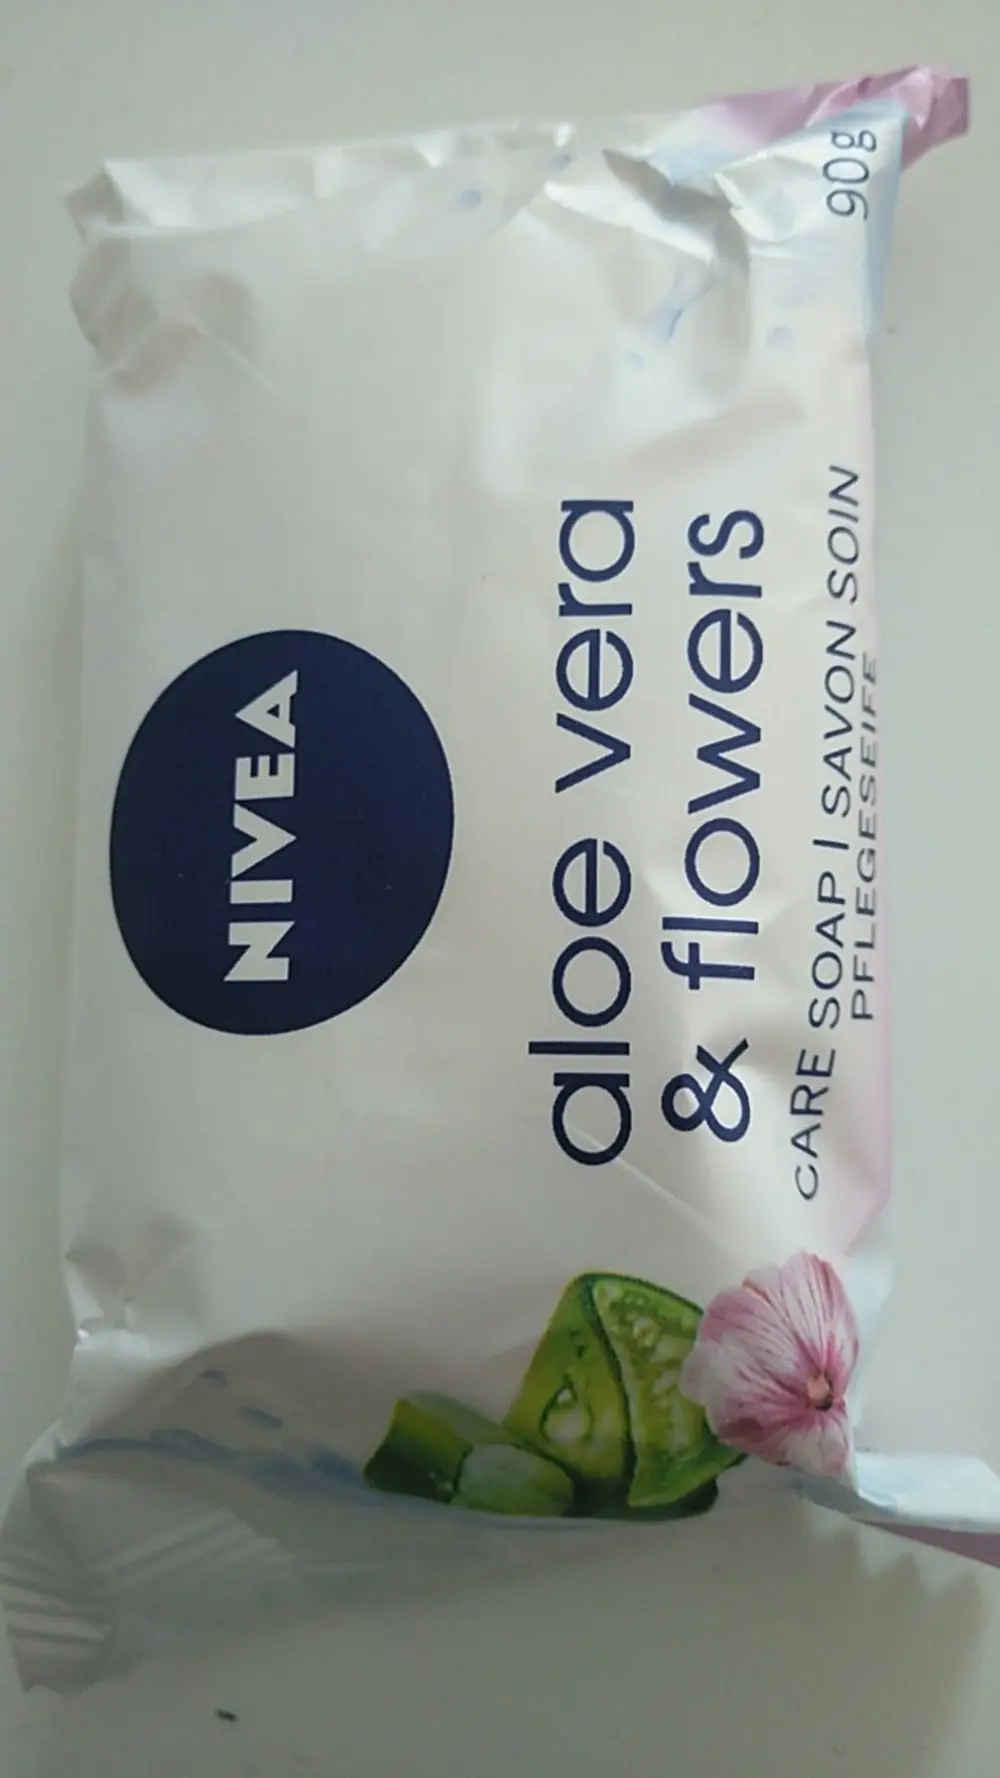 NIVEA
aloe vera
& flowers
CARE SOAP | SAVON SOIN
PFLEGESEIFE
90g